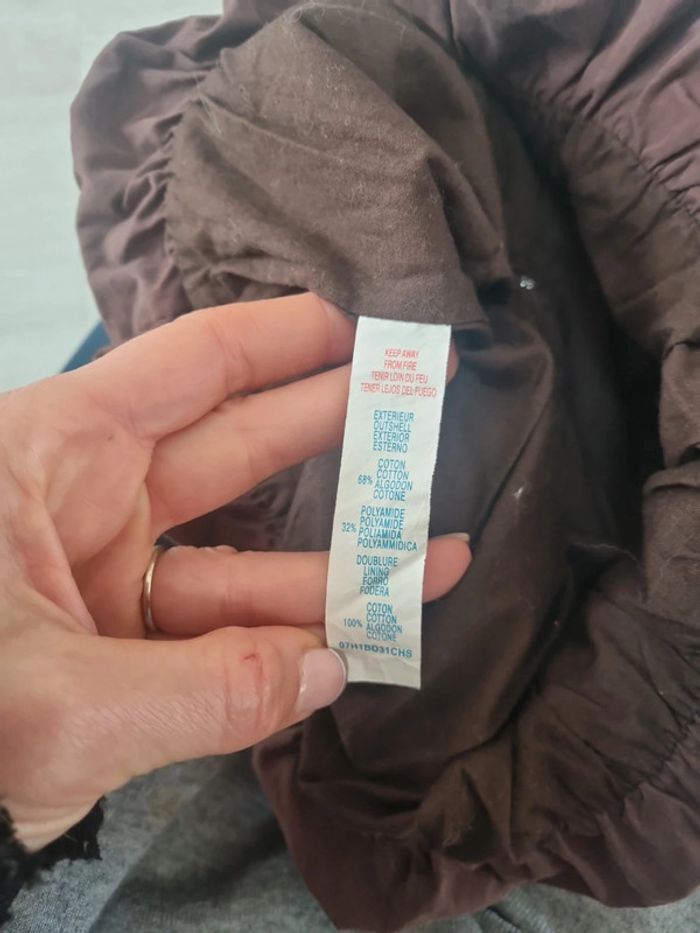 KEEP AWAY
FROM FIRE
TENIR LOIN DU FEU
TENER LEJOS DEL FUEGO
EXTERIEUR
OUTSHELL
EXTERIOR
ESTERNO
COTON
COTTON
68% ALGODON
COTONE
POLYAMIDE
POLYAMIDE
32% POLIAMIDA
POLYAMMIDICA
DOUBLURE
LINING
FORRO
FODERA
COTON
COTTON
100% ALGODON
COTONE
07H1BO31CHS